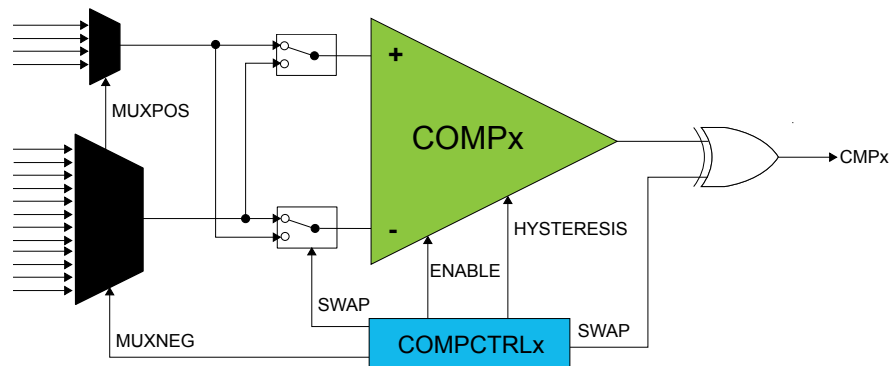 +
MUXPOS
COMPx
CMPx
-
HYSTERESIS
ENABLE
SWAP
SWAP
MUXNEG
COMPCTRLx